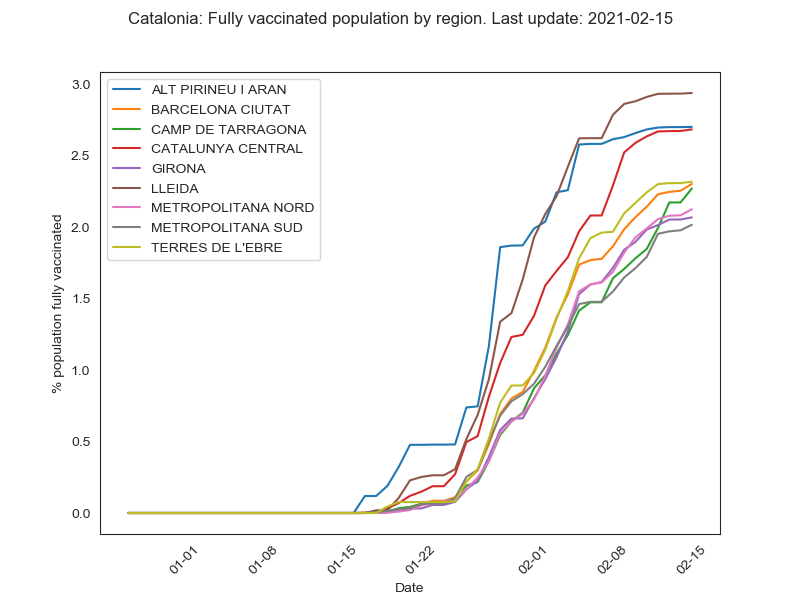 Catalonia: Fully vaccinated population by region. Last update: 2021-02-15
3.0
2.5
2.0
1.5
1.0
0.5
0.0
% population fully vaccinated
ALT PIRINEU I ARAN
BARCELONA CIUTAT
CAMP DE TARRAGONA
CATALUNYA CENTRAL
GIRONA
LLEIDA
METROPOLITANA NORD
METROPOLITANA SUD
TERRES DE L'EBRE
01-01
01-08
01-15
01-22
02-01
02-08
02-15
Date